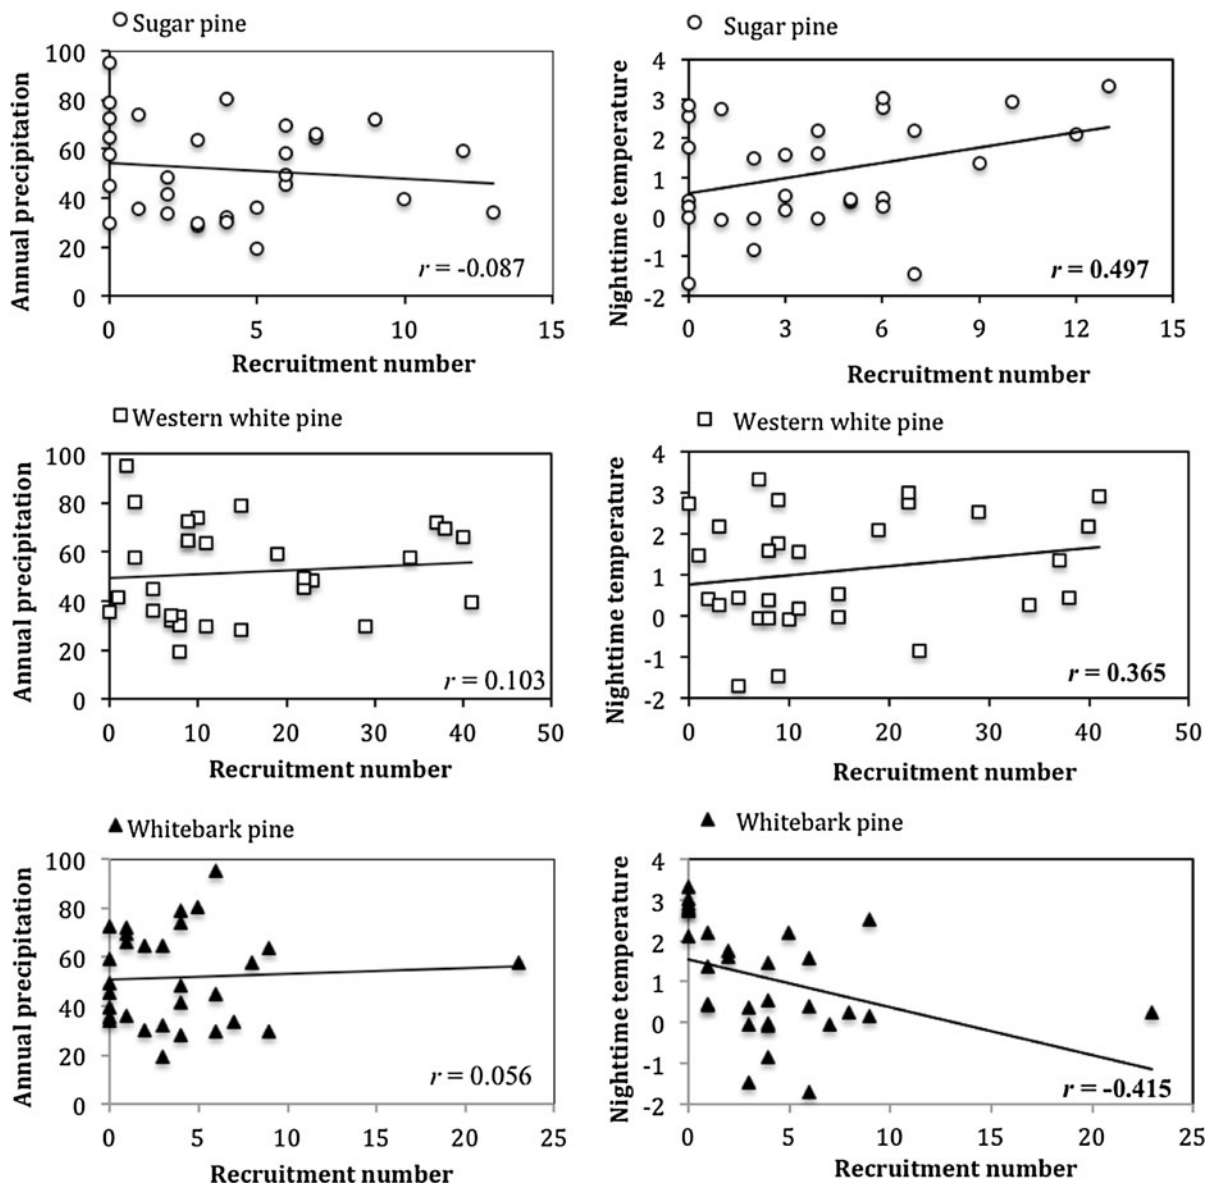 Sugar pine
Annual precipitation
100
80
60
40
20
0
r = -0.087
0 5 10 15
Recruitment number
Sugar pine
Nighttime temperature
4
3
2
1
0
-1
-2
r = 0.497
0 3 6 9 12 15
Recruitment number
Western white pine
Annual precipitation
100
80
60
40
20
0
r = 0.103
0 10 20 30 40 50
Recruitment number
Western white pine
Nighttime temperature
4
3
2
1
0
-1
-2
r = 0.365
0 10 20 30 40 50
Recruitment number
Whitebark pine
Annual precipitation
100
80
60
40
20
0
r = 0.056
0 5 10 15 20 25
Recruitment number
Whitebark pine
Nighttime temperature
4
3
2
1
0
-1
-2
r = -0.415
0 5 10 15 20 25
Recruitment number